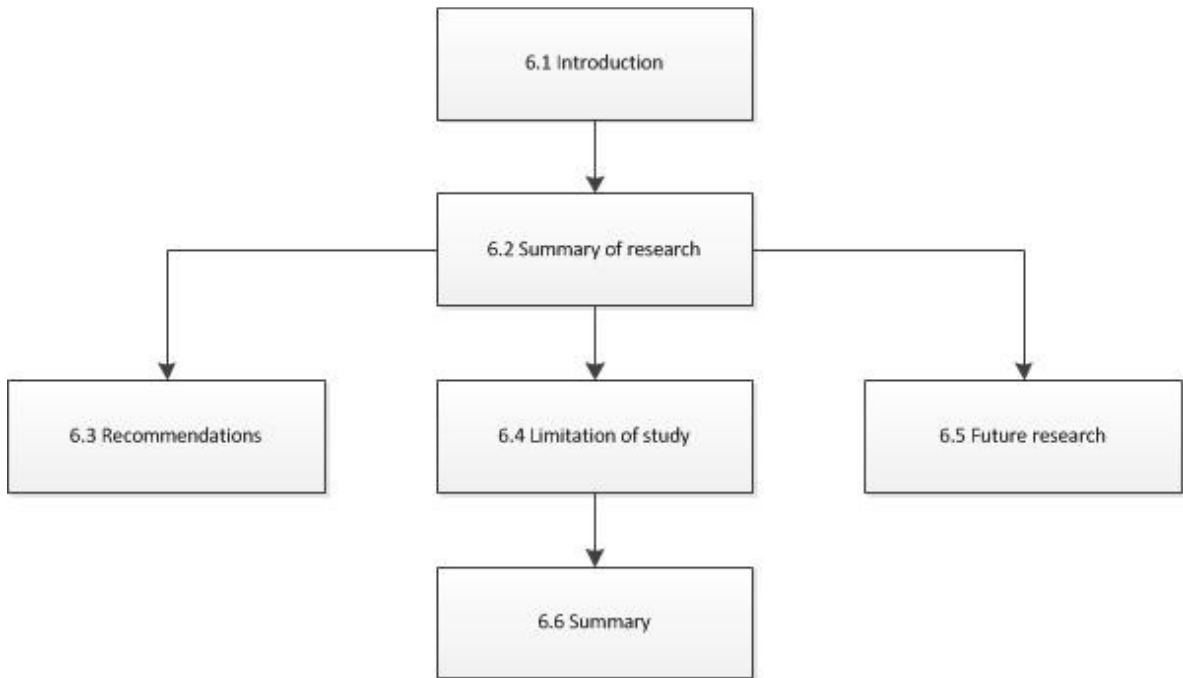 6.1 Introduction
6.2 Summary of research
6.3 Recommendations
6.4 Limitation of study
6.5 Future research
6.6 Summary